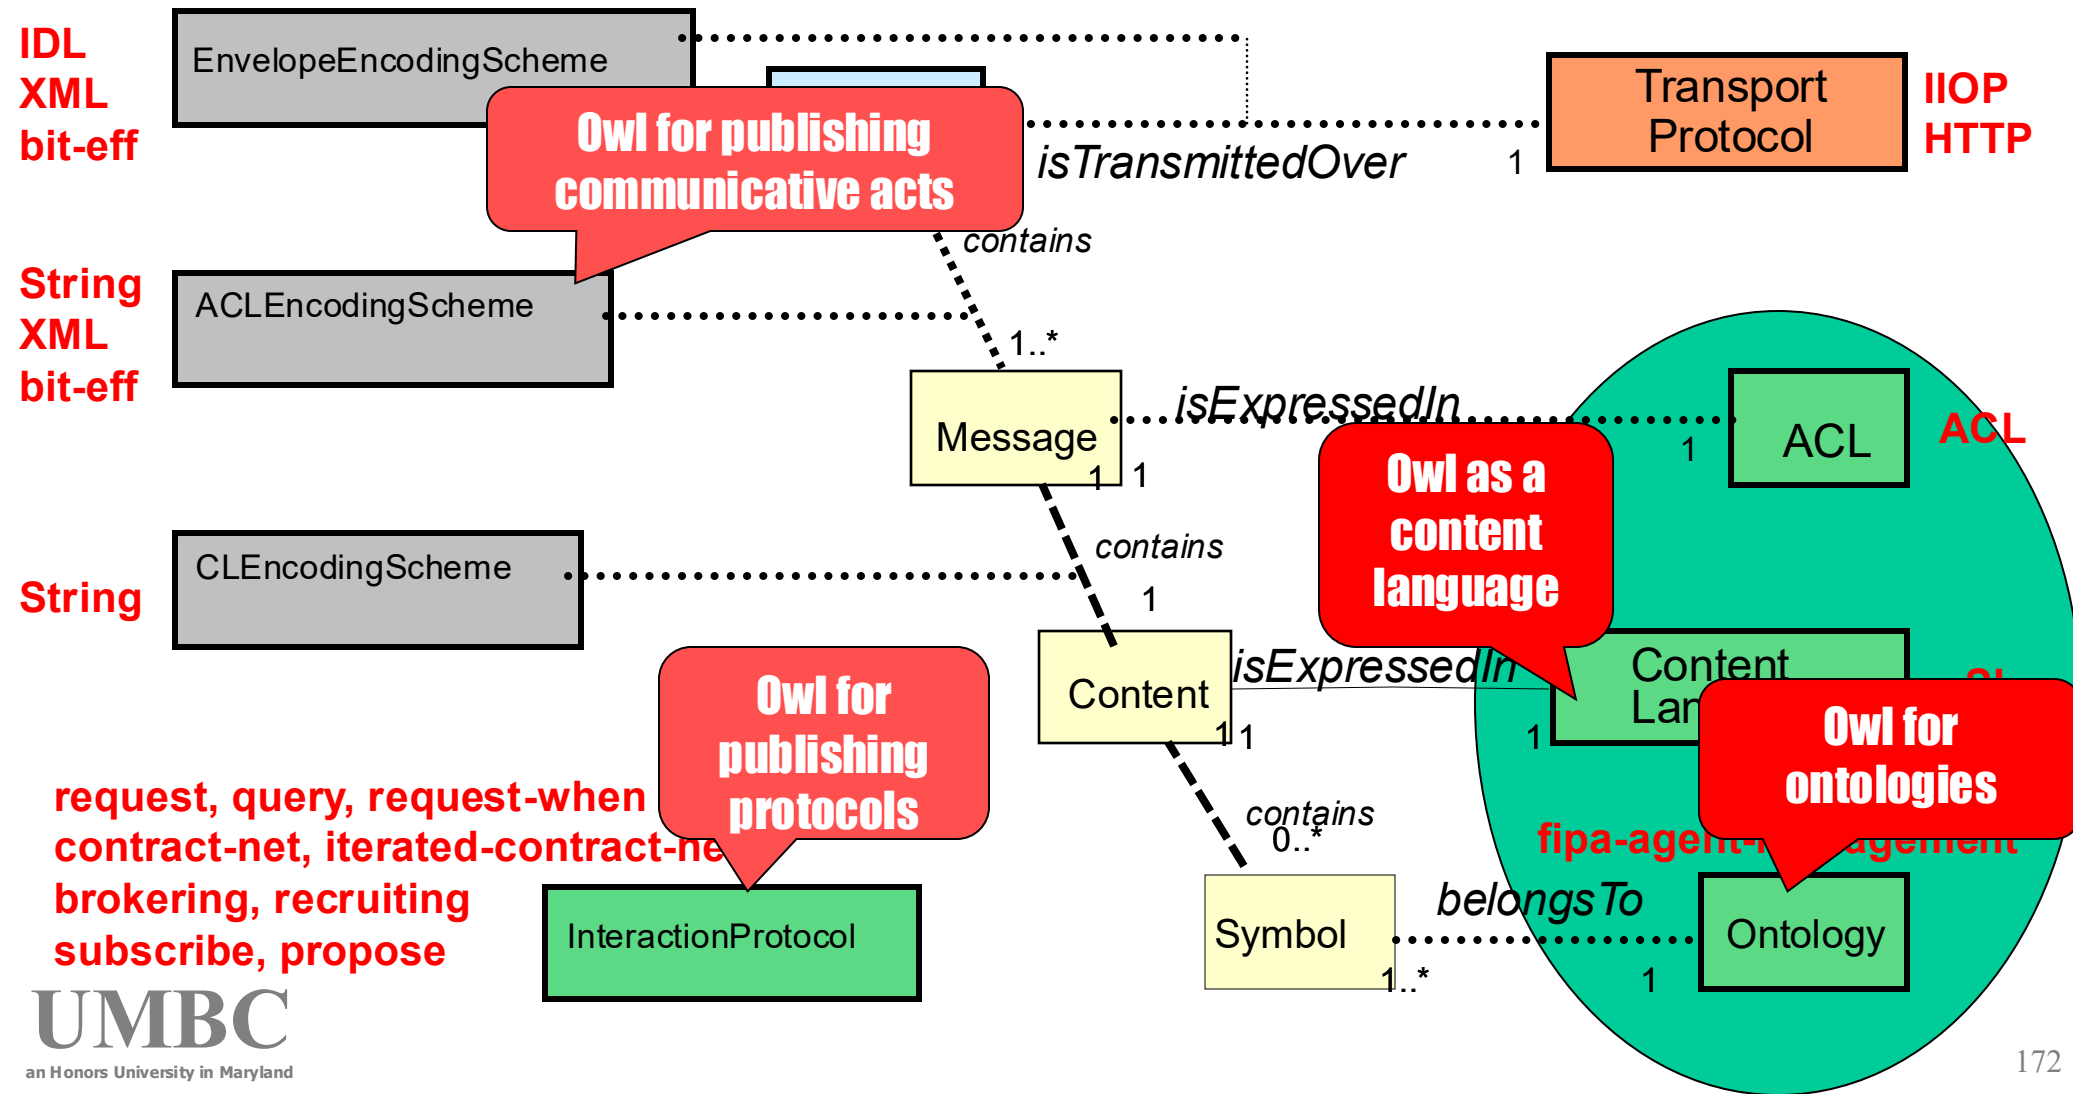 IDL
XML
bit-eff
EnvelopeEncodingScheme
Owl for publishing
communicative acts
isTransmittedOver
1
Transport
Protocol
IIOP
HTTP
contains
String
XML
bit-eff
ACLEncodingScheme
1..*
Message
1
1
isExpressedIn
1
ACL
ACL
Owl as a
content
language
String
CLEncodingScheme
contains
1
Content
1
1
isExpressedIn
1
Content
Owl for
ontologies
Owl for
publishing
protocols
request, query, request-when
contract-net, iterated-contract-ne
brokering, recruiting
subscribe, propose
InteractionProtocol
contains
0..*
Symbol
1..*
belongsTo
1
fipa-agent-management
Ontology
UMBC
an Honors University in Maryland
172